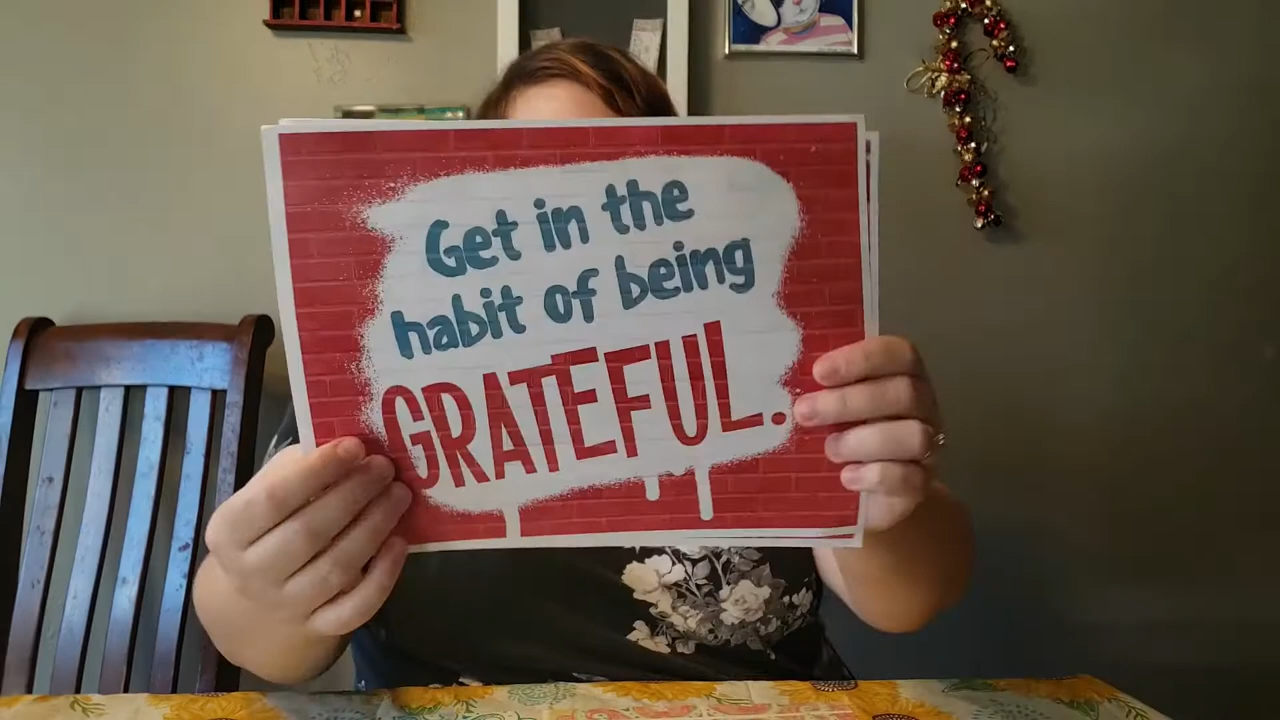 Get in the
habit of being
GRATEFUL.